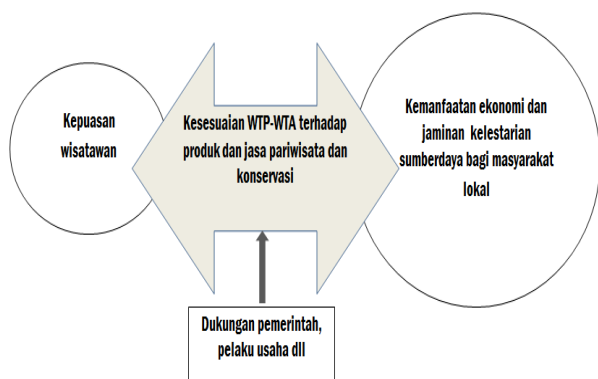 Kepuasan
wisatawan
Kesesuaian WTP-WTA terhadap
produk dan jasa pariwisata dan
konservasi
Kemanfaatan ekonomi dan
jaminan kelestarian
sumberdaya bagi masyarakat
lokal
Dukungan pemerintah,
pelaku usaha dll